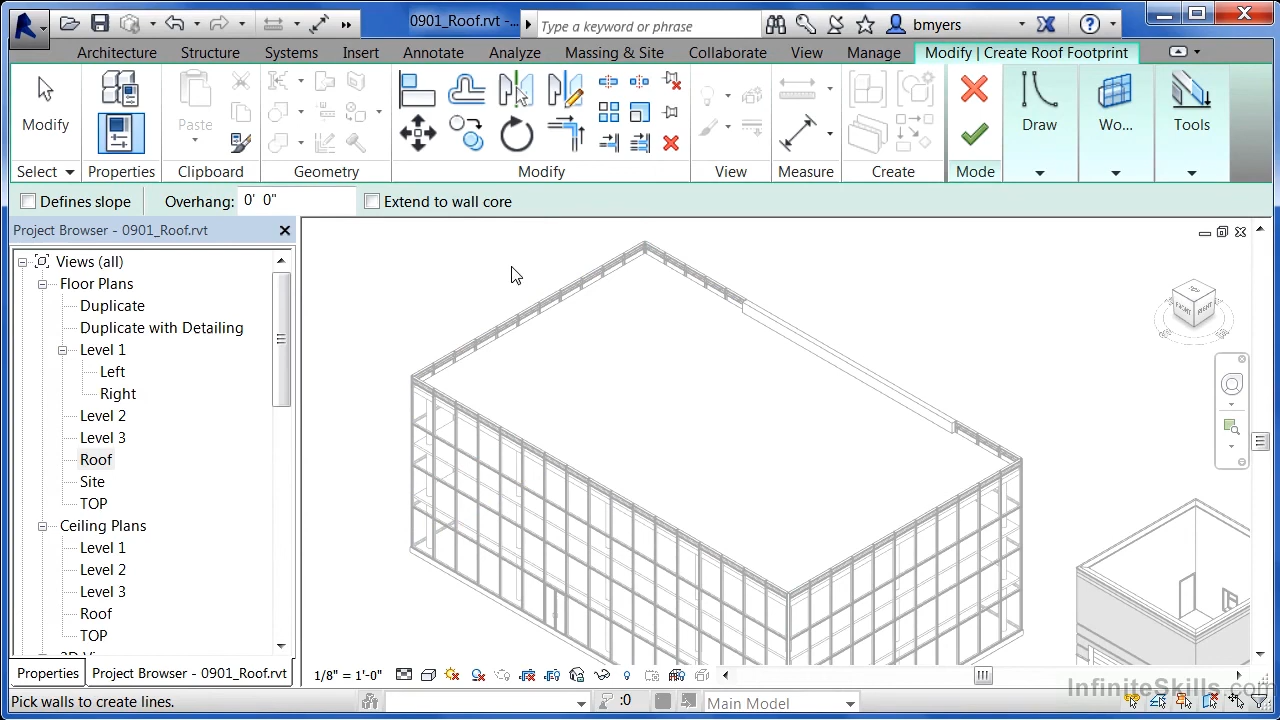 0901_Roof.rvt -...
Type a keyword or phrase
bmyers
Architecture Structure Systems Insert Annotate Analyze Massing & Site Collaborate View Manage Modify | Create Roof Footprint
Modify
Paste
Draw
Wo...
Tools
Select Properties Clipboard Geometry Modify View Measure Create Mode
Defines slope Overhang: 0' 0" Extend to wall core
Project Browser - 0901_Roof.rvt
Views (all)
Floor Plans
Duplicate
Duplicate with Detailing
Level 1
Left
Right
Level 2
Level 3
Roof
Site
TOP
Ceiling Plans
Level 1
Level 2
Level 3
Roof
TOP
TOP
FRONT
RIGHT
Properties Project Browser - 0901_Roof.rvt 1/8" = 1'-0"
Pick walls to create lines. :0 Main Model
InfiniteSkills.com